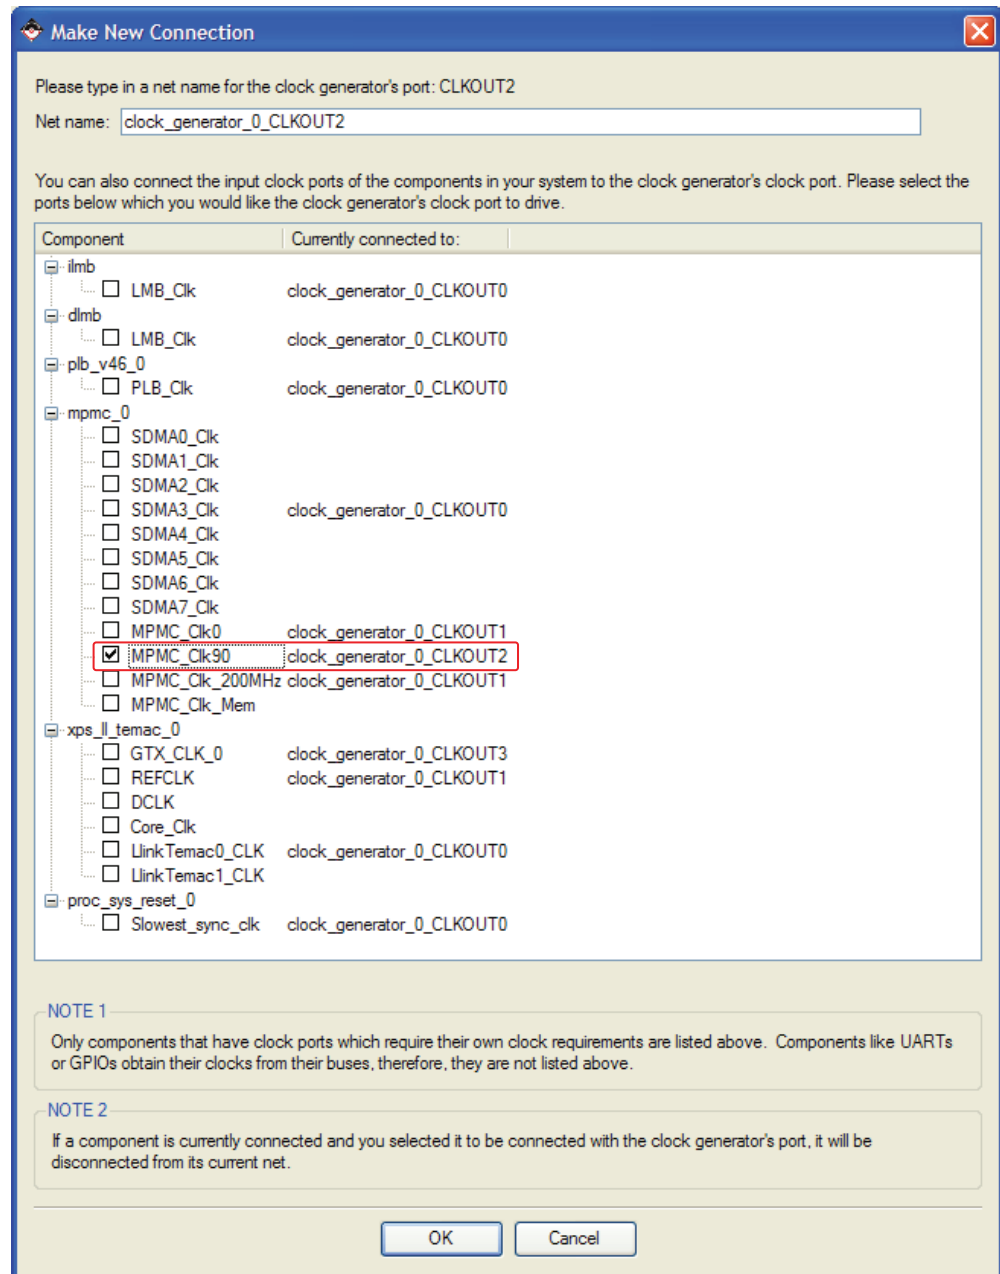 Make New Connection
Please type in a net name for the clock generator's port: CLKOUT2
Net name: clock_generator_0_CLKOUT2
You can also connect the input clock ports of the components in your system to the clock generator's clock port. Please select the
ports below which you would like the clock generator's clock port to drive.
Component Currently connected to:
ilmb
LMB_Clk clock_generator_0_CLKOUT0
dlmb
LMB_Clk clock_generator_0_CLKOUT0
plb_v46_0
PLB_Clk clock_generator_0_CLKOUT0
mpmc_0
SDMA0_Clk
SDMA1_Clk
SDMA2_Clk
SDMA3_Clk clock_generator_0_CLKOUT0
SDMA4_Clk
SDMA5_Clk
SDMA6_Clk
SDMA7_Clk
MPMC_Clk0 clock_generator_0_CLKOUT1
MPMC_Clk90 clock_generator_0_CLKOUT2
MPMC_Clk_200MHz clock_generator_0_CLKOUT1
MPMC_Clk_Mem
xps_ll_temac_0
GTX_CLK_0 clock_generator_0_CLKOUT3
REFCLK clock_generator_0_CLKOUT1
DCLK
Core_Clk
LlinkTemac0_CLK clock_generator_0_CLKOUT0
LlinkTemac1_CLK
proc_sys_reset_0
Slowest_sync_clk clock_generator_0_CLKOUT0
NOTE 1
Only components that have clock ports which require their own clock requirements are listed above. Components like UARTs
or GPIOs obtain their clocks from their buses, therefore, they are not listed above.
NOTE 2
If a component is currently connected and you selected it to be connected with the clock generator's port, it will be
disconnected from its current net.
OK Cancel